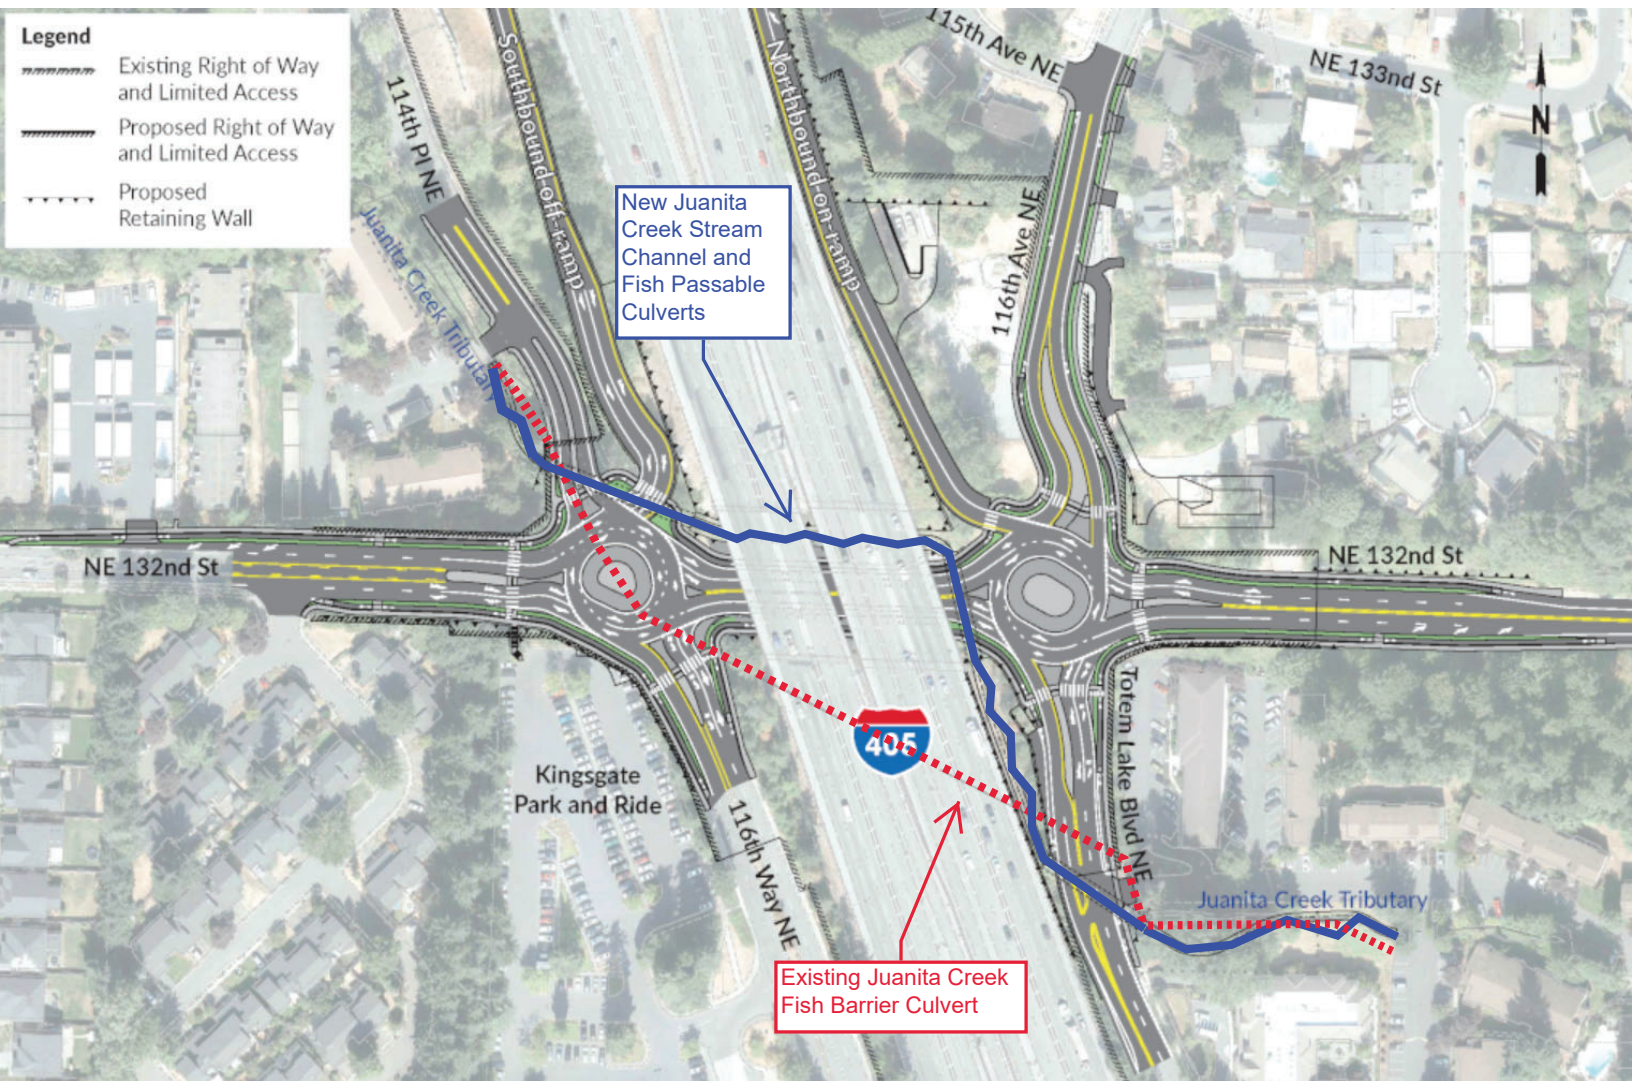 Legend
Existing Right of Way
and Limited Access
Proposed Right of Way
and Limited Access
Proposed
Retaining Wall
114th Pl NE
Southbound off-ramp
Northbound on-ramp
115th Ave NE
NE 133nd St
N
116th Ave NE
Juanita Creek Tributary
New Juanita
Creek Stream
Channel and
Fish Passable
Culverts
NE 132nd St
NE 132nd St
405
Kingsgate
Park and Ride
116th Way NE
Totem Lake Blvd NE
Juanita Creek Tributary
Existing Juanita Creek
Fish Barrier Culvert